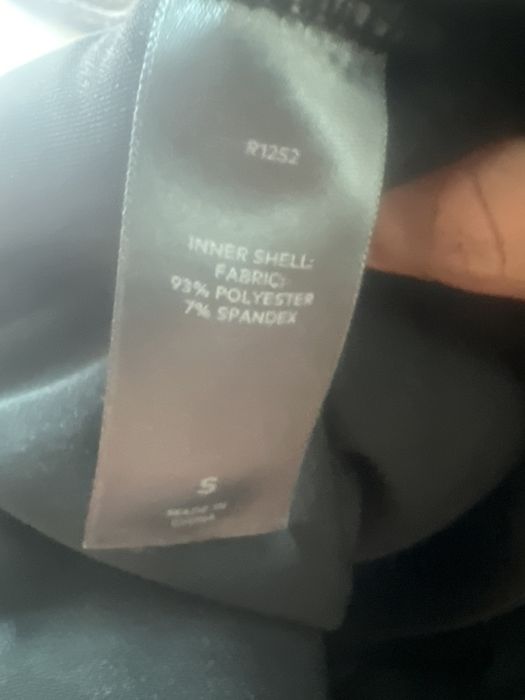 R1252
INNER SHELL:
FABRIC:
93% POLYESTER
7% SPANDEX
S
MADE IN
CHINA